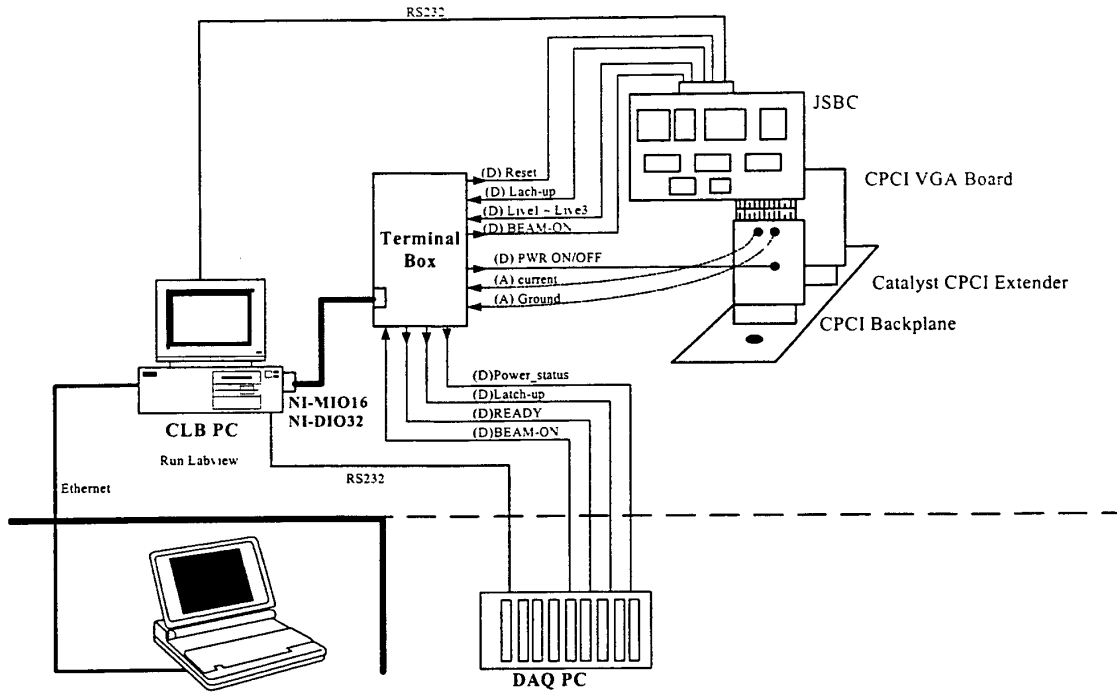 RS232
JSBC
(D) Reset
(D) Lach-up
(D) Live1 ~ Live3
(D) BEAM-ON
CPCI VGA Board
Terminal
Box
(D) PWR ON/OFF
(A) current
(A) Ground
Catalyst CPCI Extender
CPCI Backplane
(D)Power_status
(D)Latch-up
(D)READY
(D)BEAM-ON
NI-MIO16
NI-DIO32
CLB PC
Run Labview
RS232
Ethernet
DAQ PC